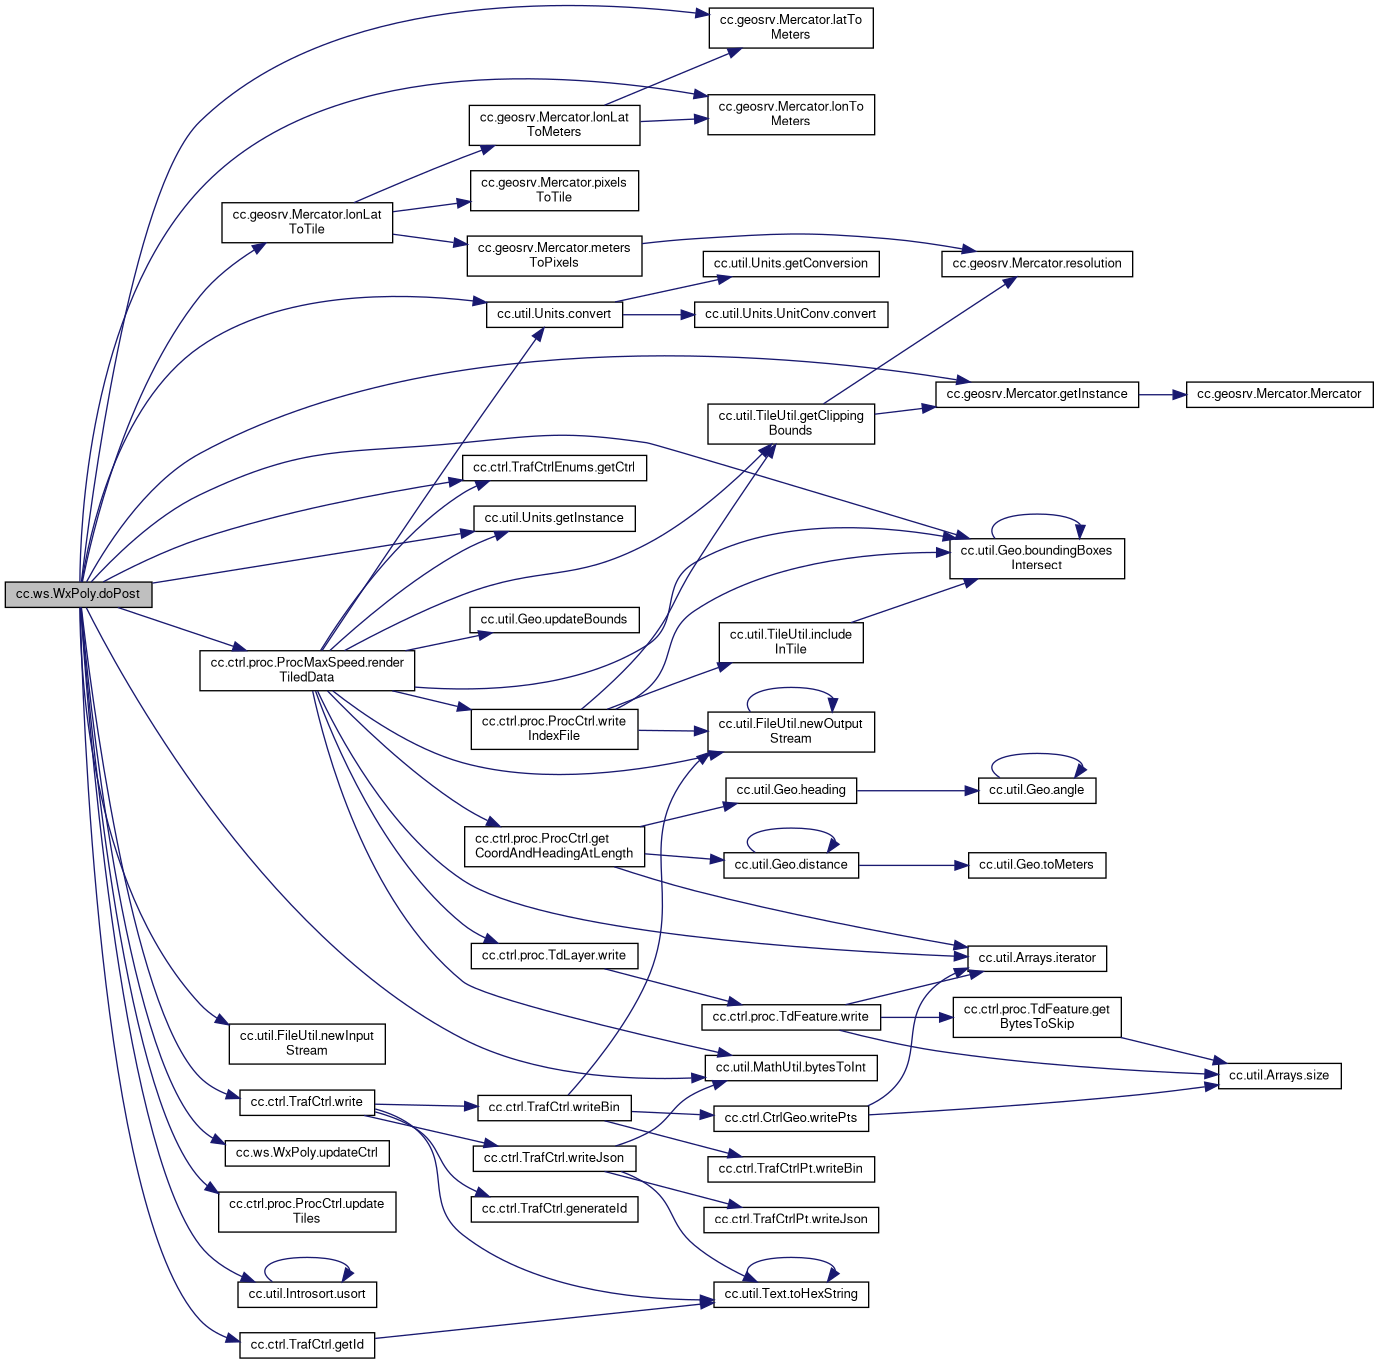 cc.geosrv.Mercator.latTo
Meters
cc.geosrv.Mercator.lonTo
Meters
cc.geosrv.Mercator.lonLat
ToMeters
cc.geosrv.Mercator.pixels
ToTile
cc.geosrv.Mercator.lonLat
ToTile
cc.geosrv.Mercator.meters
ToPixels
cc.util.Units.getConversion
cc.geosrv.Mercator.resolution
cc.util.Units.convert
cc.util.Units.UnitConv.convert
cc.geosrv.Mercator.getInstance
cc.geosrv.Mercator.Mercator
cc.util.TileUtil.getClipping
Bounds
cc.ctrl.TrafCtrlEnums.getCtrl
cc.util.Units.getInstance
cc.util.Geo.boundingBoxes
Intersect
cc.ws.WxPoly.doPost
cc.util.Geo.updateBounds
cc.util.TileUtil.include
InTile
cc.ctrl.proc.ProcMaxSpeed.render
TiledData
cc.ctrl.proc.ProcCtrl.write
IndexFile
cc.util.FileUtil.newOutput
Stream
cc.util.Geo.heading
cc.util.Geo.angle
cc.ctrl.proc.ProcCtrl.get
CoordAndHeadingAtLength
cc.util.Geo.distance
cc.util.Geo.toMeters
cc.ctrl.proc.TdLayer.write
cc.util.Arrays.iterator
cc.ctrl.proc.TdFeature.write
cc.ctrl.proc.TdFeature.get
BytesToSkip
cc.util.FileUtil.newInput
Stream
cc.util.MathUtil.bytesToInt
cc.util.Arrays.size
cc.ctrl.TrafCtrl.write
cc.ctrl.TrafCtrl.writeBin
cc.ctrl.CtrlGeo.writePts
cc.ws.WxPoly.updateCtrl
cc.ctrl.TrafCtrl.writeJson
cc.ctrl.TrafCtrlPt.writeBin
cc.ctrl.proc.ProcCtrl.update
Tiles
cc.ctrl.TrafCtrl.generateId
cc.ctrl.TrafCtrlPt.writeJson
cc.util.Introsort.usort
cc.util.Text.toHexString
cc.ctrl.TrafCtrl.getId